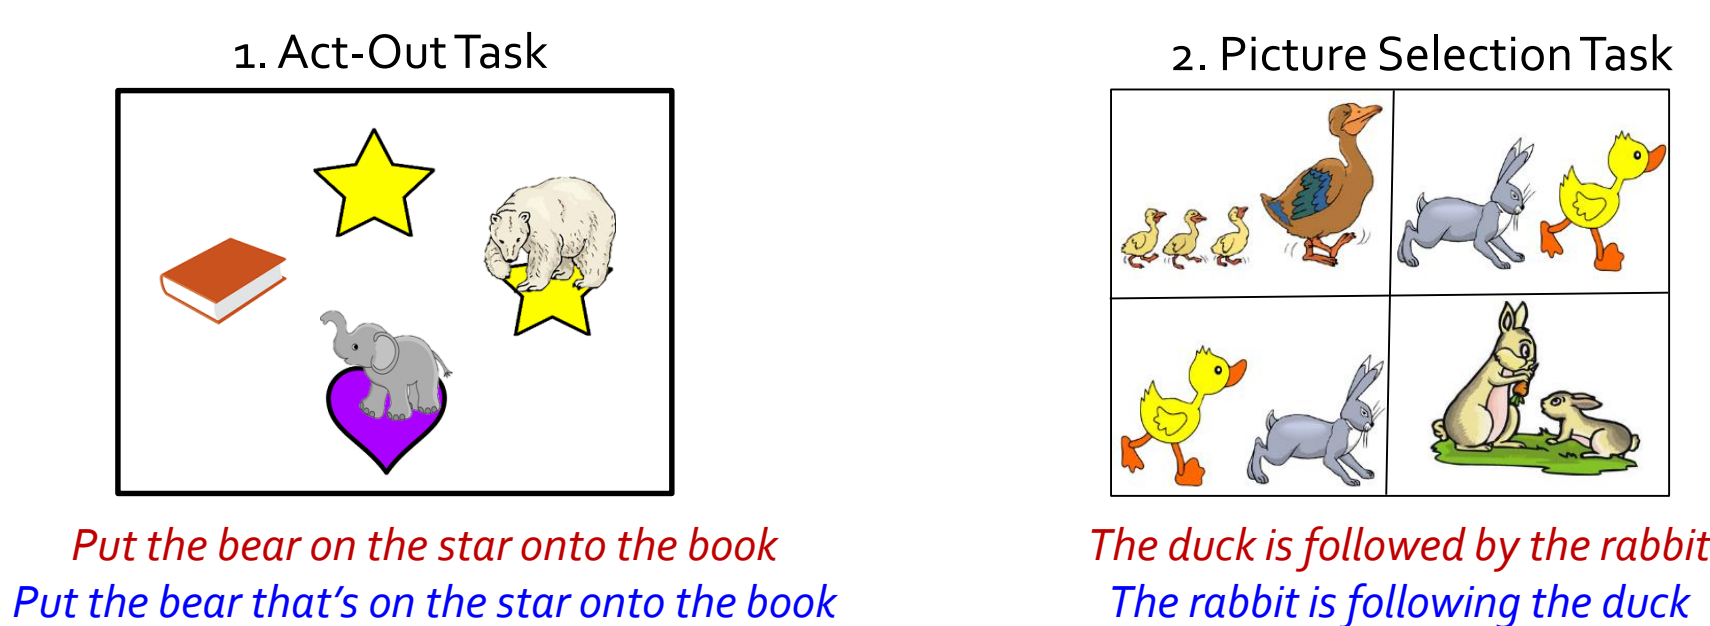 1. Act-Out Task
Put the bear on the star onto the book
Put the bear that's on the star onto the book
2. Picture Selection Task
The duck is followed by the rabbit
The rabbit is following the duck